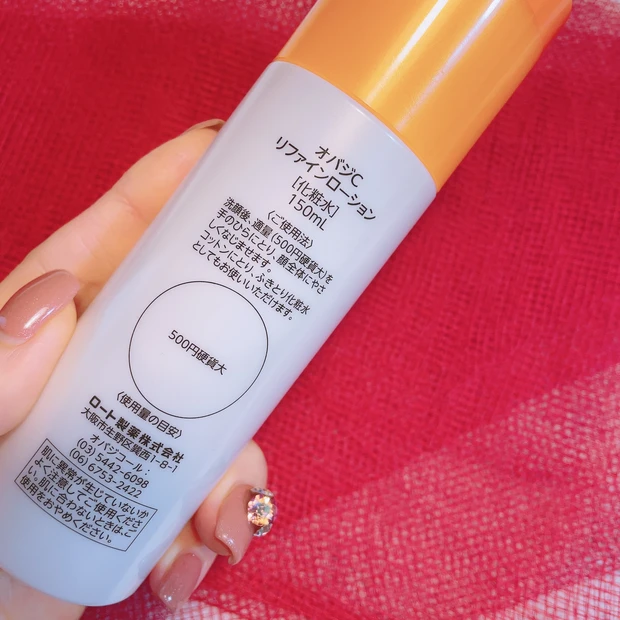 オバジC
リファインローション
[化粧水]
150mL
〈ご使用法〉
洗顔後、適量(500円硬貨大)を
手のひらにとり、顔全体にやさ
しくなじませます。
コットンにとり、ふきとり化粧水
としてもお使いいただけます。
500円硬貨大
〈使用量の目安〉
ロート製薬株式会社
大阪市生野区巽西1-8-1
オバジコール：
(03) 5442-6098
(06) 6753-2422
肌に異常が生じていないか
よく注意してご使用くださ
い。肌に合わないときは、ご
使用をおやめください。